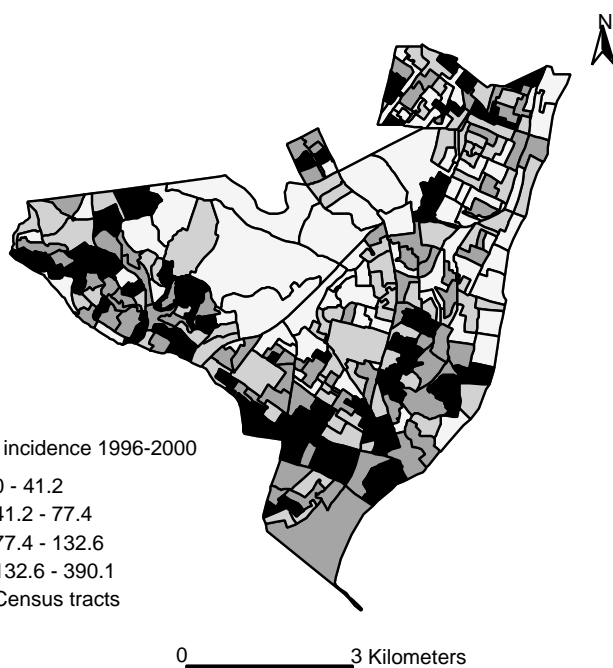 N
incidence 1996-2000
0 - 41.2
41.2 - 77.4
77.4 - 132.6
132.6 - 390.1
Census tracts
0 3 Kilometers